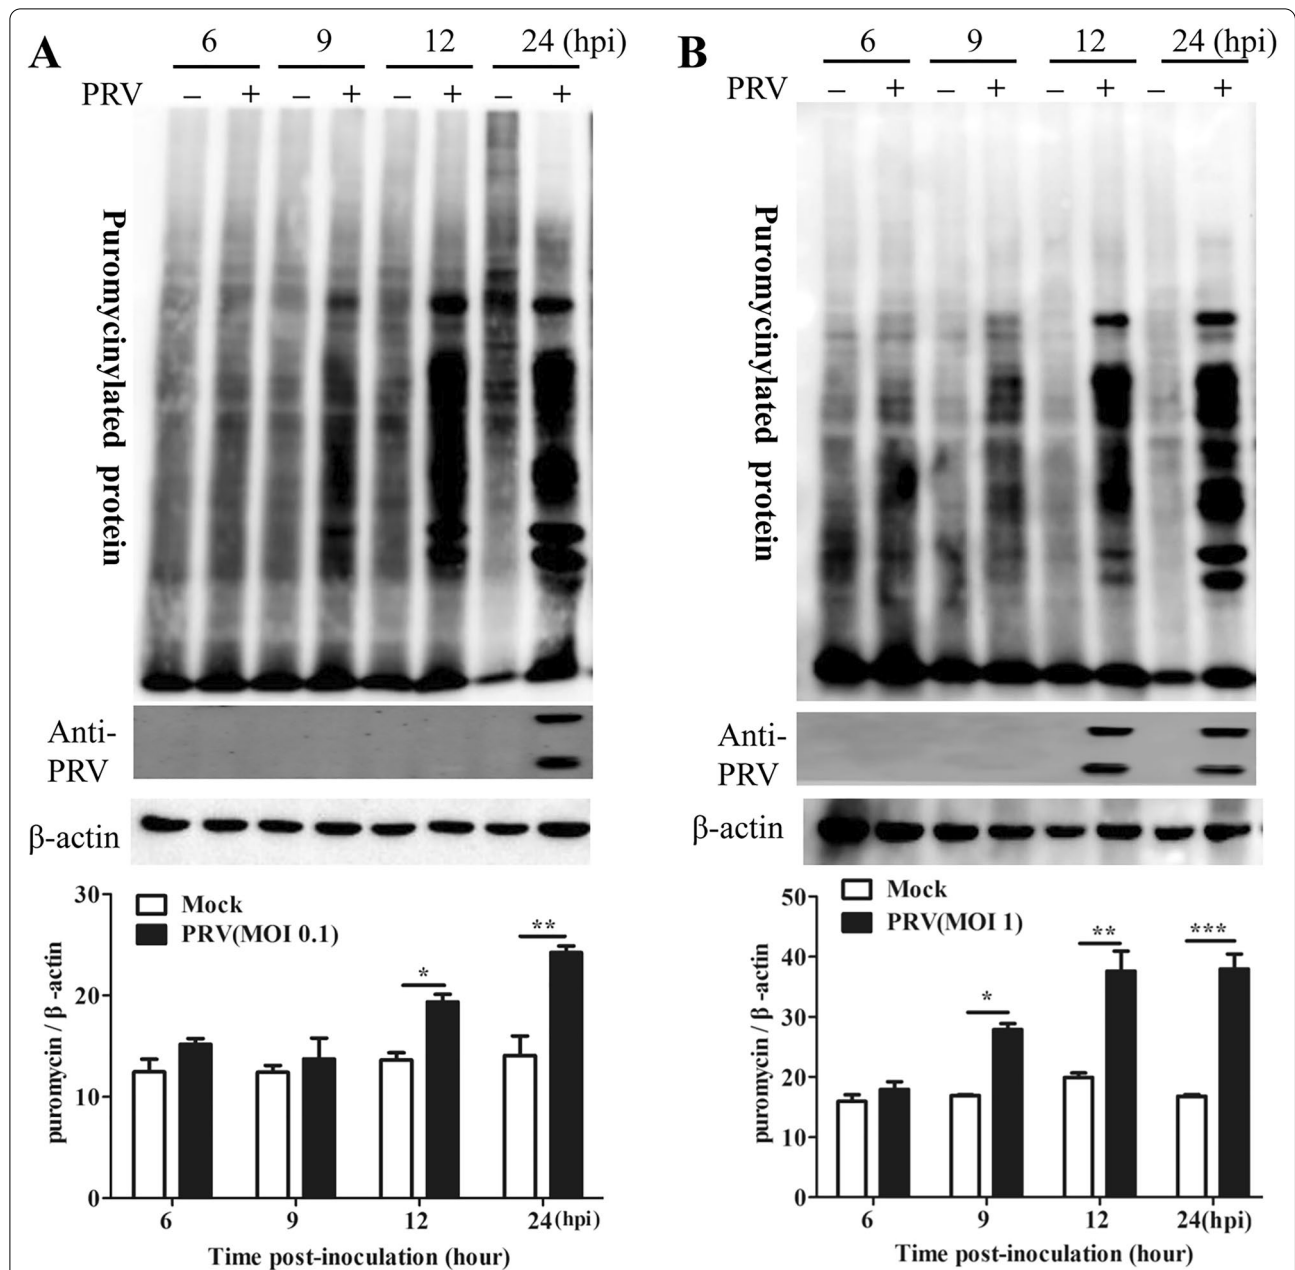 A
6 9 12 24 (hpi)
PRV – + – + – + – +
Puromycinylated protein
Anti-
PRV
β-actin
30
20
10
0
puromycin / β -actin
Mock
PRV(MOI 0.1)
*
**
6 9 12 24(hpi)
Time post-inoculation (hour)
B
6 9 12 24 (hpi)
PRV – + – + – + – +
Puromycinylated protein
Anti-
PRV
β-actin
50
40
30
20
10
0
puromycin / β -actin
Mock
PRV(MOI 1)
*
**
***
6 9 12 24(hpi)
Time post-inoculation (hour)